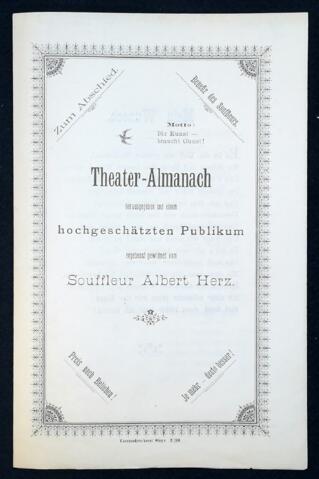 Zum Abschied.
Benefiz des Souffleurs.
Motto:
Die Kunst —
braucht Gunst!
Theater-Almanach
herausgegeben und einem
hochgeschätzten Publikum
ergebenst gewidmet vom
Souffleur Albert Herz.
Preis nach Belieben!
Je mehr — desto besser!